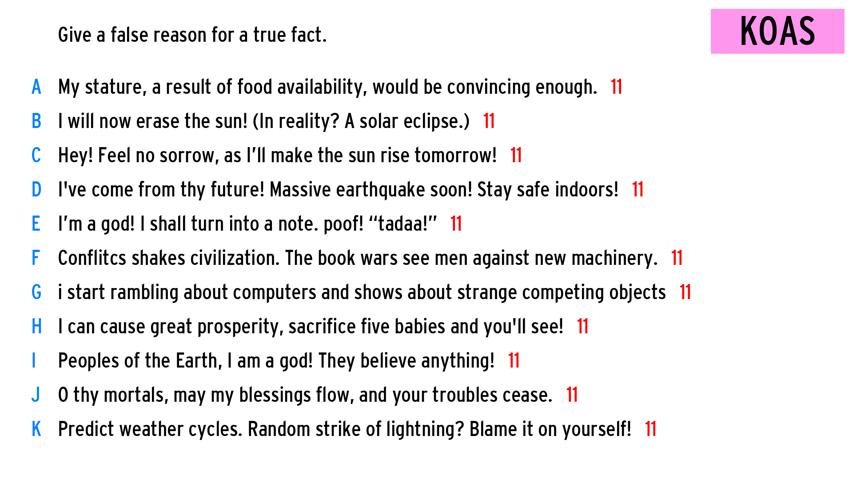 Give a false reason for a true fact.
KOAS
A My stature, a result of food availability, would be convincing enough. 11
B I will now erase the sun! (In reality? A solar eclipse.) 11
C Hey! Feel no sorrow, as I’ll make the sun rise tomorrow! 11
D I've come from thy future! Massive earthquake soon! Stay safe indoors! 11
E I’m a god! I shall turn into a note. poof! “tadaa!” 11
F Conflitcs shakes civilization. The book wars see men against new machinery. 11
G i start rambling about computers and shows about strange competing objects 11
H I can cause great prosperity, sacrifice five babies and you'll see! 11
I Peoples of the Earth, I am a god! They believe anything! 11
J O thy mortals, may my blessings flow, and your troubles cease. 11
K Predict weather cycles. Random strike of lightning? Blame it on yourself! 11